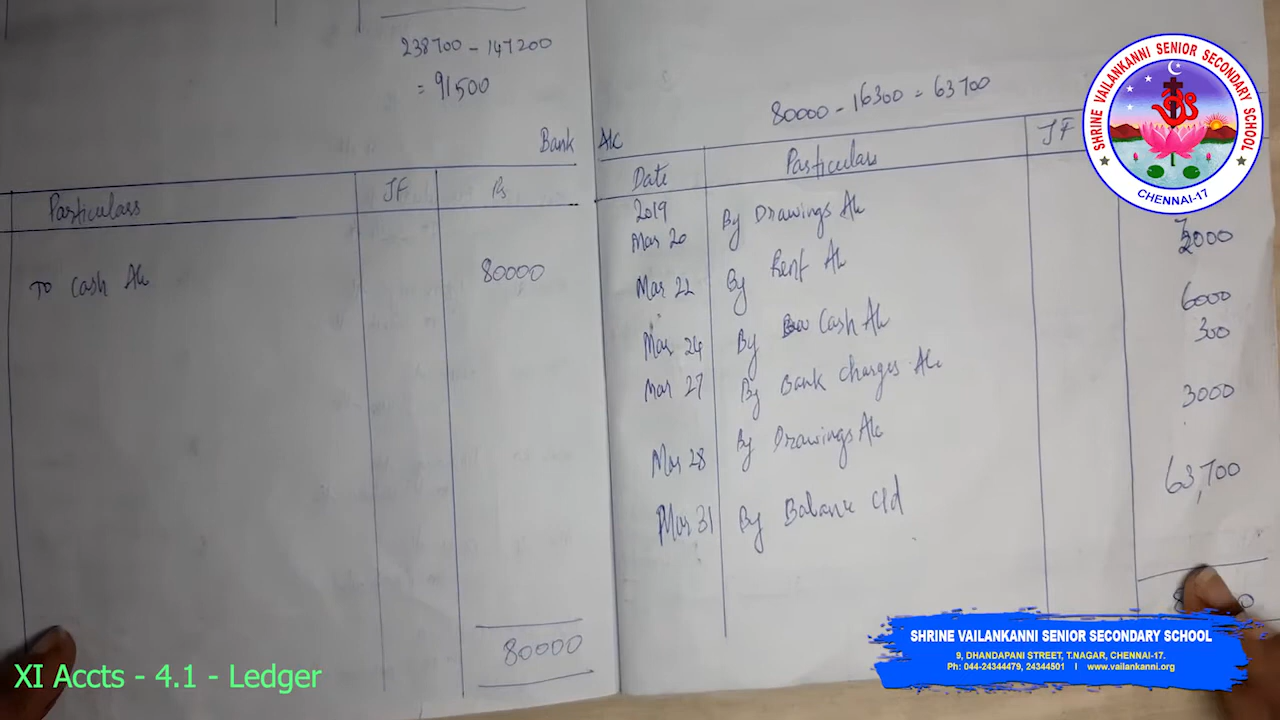 238700 - 147200
= 91500
80000 - 16300 = 63700
Bank A/c
Particulars JF Rs
Date Particulars JF
2019
Mar 20 By Drawings A/c 2000
To Cash A/c 80000
Mar 22 By Rent A/c 6000
Mar 24 By Cash A/c 300
Mar 27 By Bank charges A/c 3000
Mar 28 By Drawings A/c
Mar 31 By Balance c/d 63,700
80000
SHRINE VAILANKANNI SENIOR SECONDARY SCHOOL
CHENNAI-17
XI Accts - 4.1 - Ledger
SHRINE VAILANKANNI SENIOR SECONDARY SCHOOL
9, DHANDAPANI STREET, T.NAGAR, CHENNAI-17.
Ph: 044-24344479, 24344501 I www.vailankanni.org